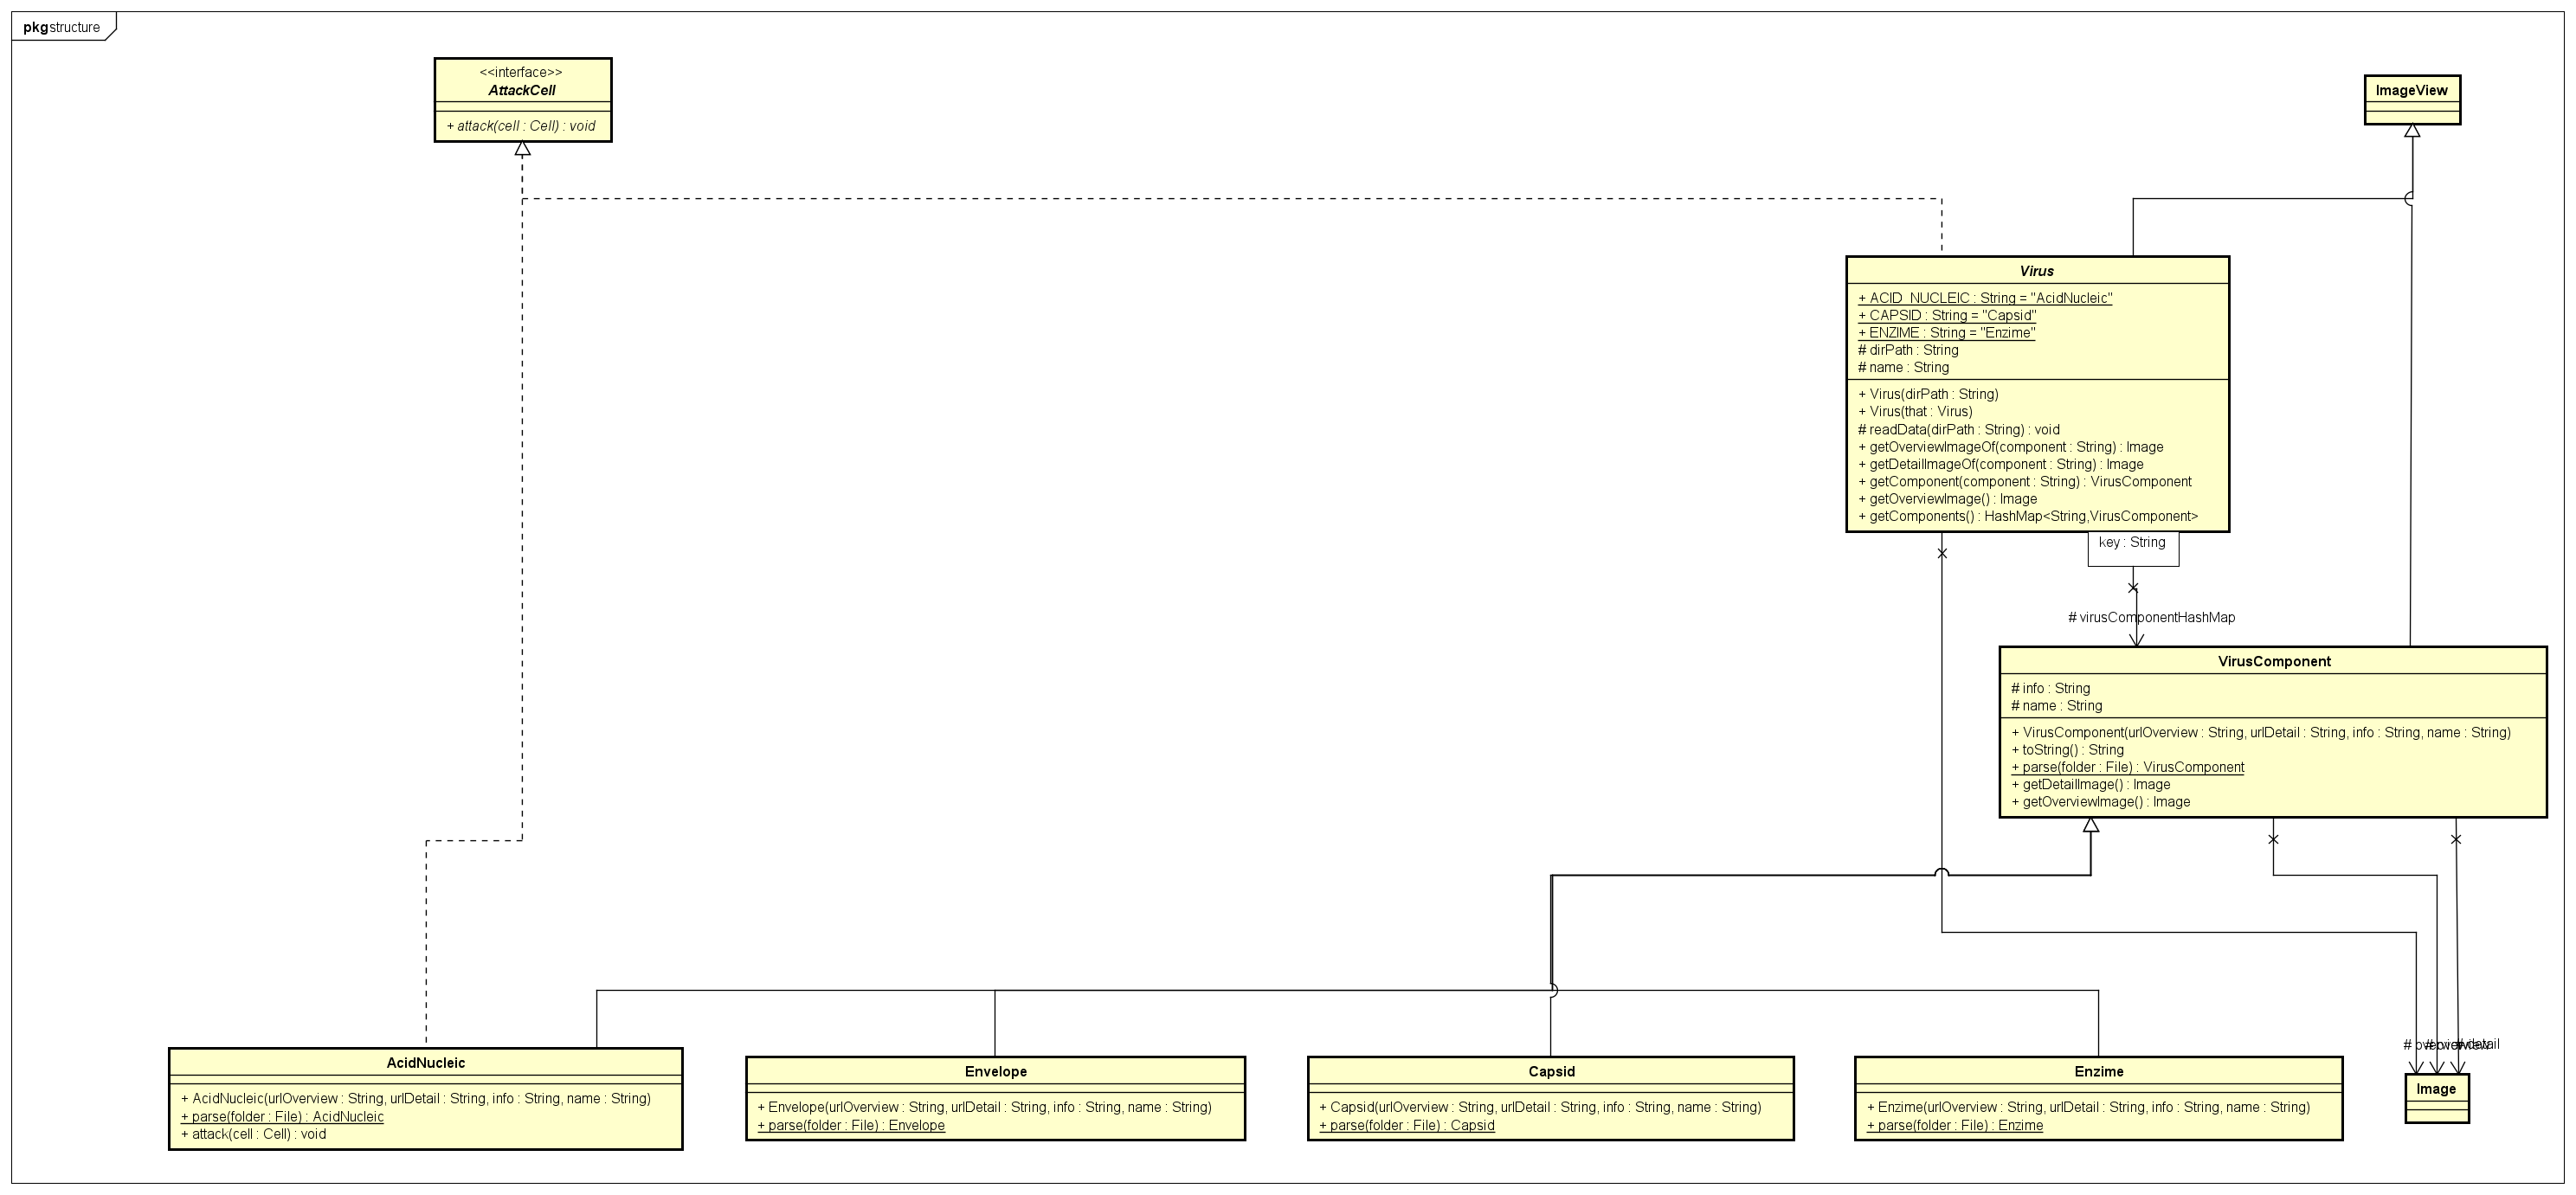 pkg structure
<<interface>>
AttackCell
+ attack(cell : Cell) : void
ImageView
Virus
+ ACID_NUCLEIC : String = "AcidNucleic"
+ CAPSID : String = "Capsid"
+ ENZIME : String = "Enzime"
# dirPath : String
# name : String
+ Virus(dirPath : String)
+ Virus(that : Virus)
# readData(dirPath : String) : void
+ getOverviewImageOf(component : String) : Image
+ getDetailImageOf(component : String) : Image
+ getComponent(component : String) : VirusComponent
+ getOverviewImage() : Image
+ getComponents() : HashMap<String,VirusComponent>
key : String
# virusComponentHashMap
VirusComponent
# info : String
# name : String
+ VirusComponent(urlOverview : String, urlDetail : String, info : String, name : String)
+ toString() : String
+ parse(folder : File) : VirusComponent
+ getDetailImage() : Image
+ getOverviewImage() : Image
AcidNucleic
+ AcidNucleic(urlOverview : String, urlDetail : String, info : String, name : String)
+ parse(folder : File) : AcidNucleic
+ attack(cell : Cell) : void
Envelope
+ Envelope(urlOverview : String, urlDetail : String, info : String, name : String)
+ parse(folder : File) : Envelope
Capsid
+ Capsid(urlOverview : String, urlDetail : String, info : String, name : String)
+ parse(folder : File) : Capsid
Enzime
+ Enzime(urlOverview : String, urlDetail : String, info : String, name : String)
+ parse(folder : File) : Enzime
detail
Image